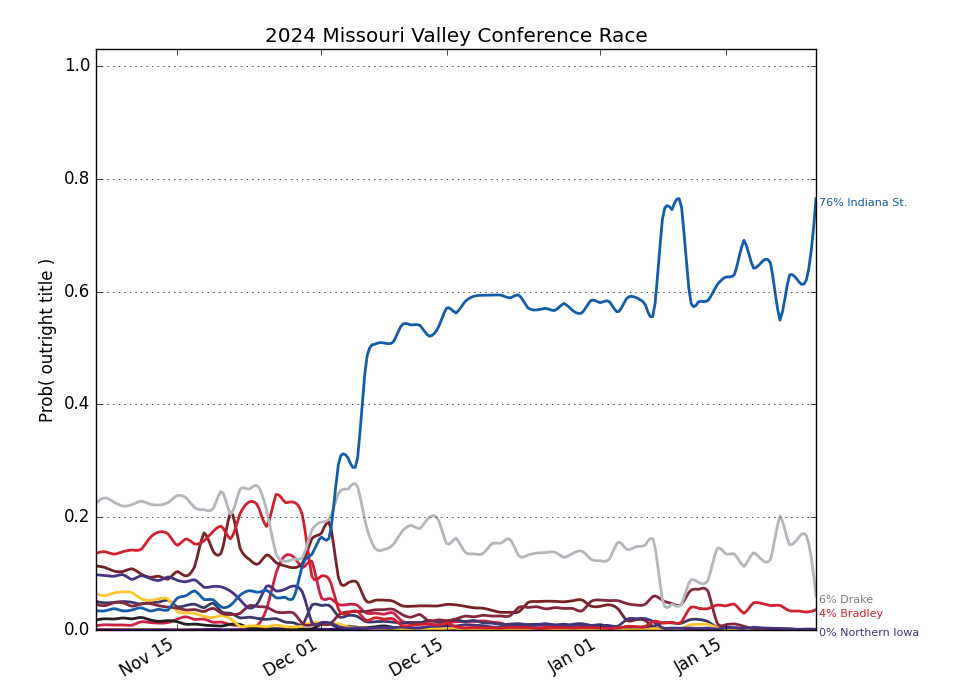 2024 Missouri Valley Conference Race
1.0
0.8
0.6
0.4
0.2
0.0
Prob( outright title )
76% Indiana St.
6% Drake
4% Bradley
0% Northern Iowa
Nov 15
Dec 01
Dec 15
Jan 01
Jan 15